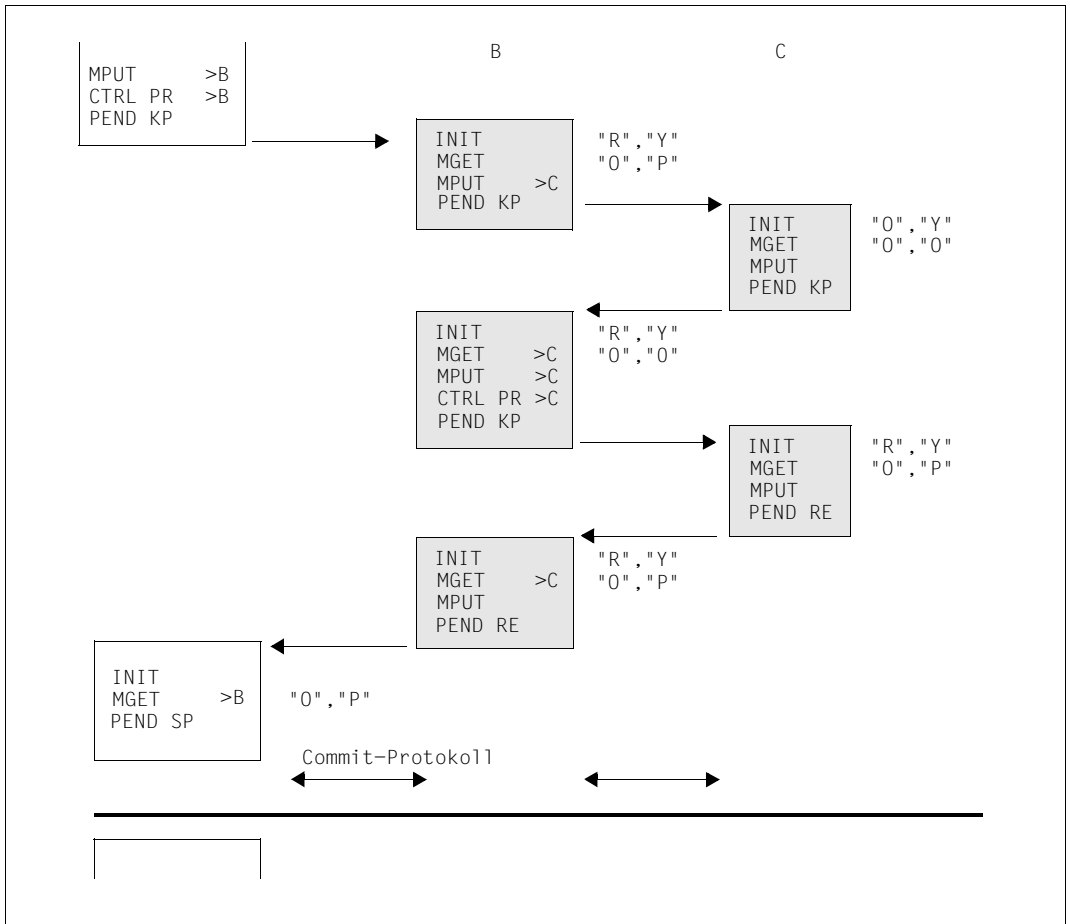 B C
MPUT >B
CTRL PR >B
PEND KP
INIT "R","Y"
MGET "O","P"
MPUT >C
PEND KP
INIT "O","Y"
MGET "O","O"
MPUT
PEND KP
INIT "R","Y"
MGET >C "O","O"
MPUT >C
CTRL PR >C
PEND KP
INIT "R","Y"
MGET "O","P"
MPUT
PEND RE
INIT "R","Y"
MGET >C "O","P"
MPUT
PEND RE
INIT
MGET >B "O","P"
PEND SP
Commit-Protokoll